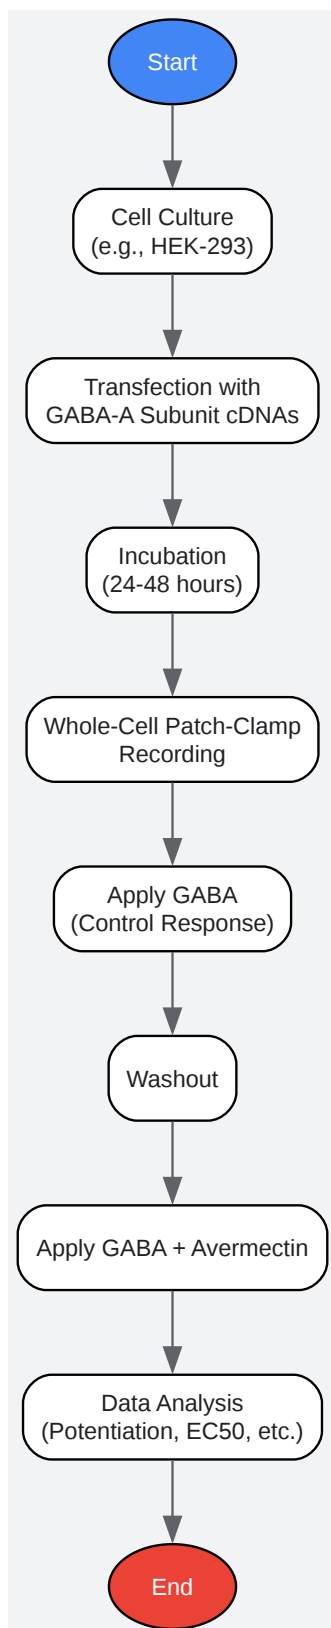 Start
Cell Culture
(e.g., HEK-293)
Transfection with
GABA-A Subunit cDNAs
Incubation
(24-48 hours)
Whole-Cell Patch-Clamp
Recording
Apply GABA
(Control Response)
Washout
Apply GABA + Avermectin
Data Analysis
(Potentiation, EC50, etc.)
End